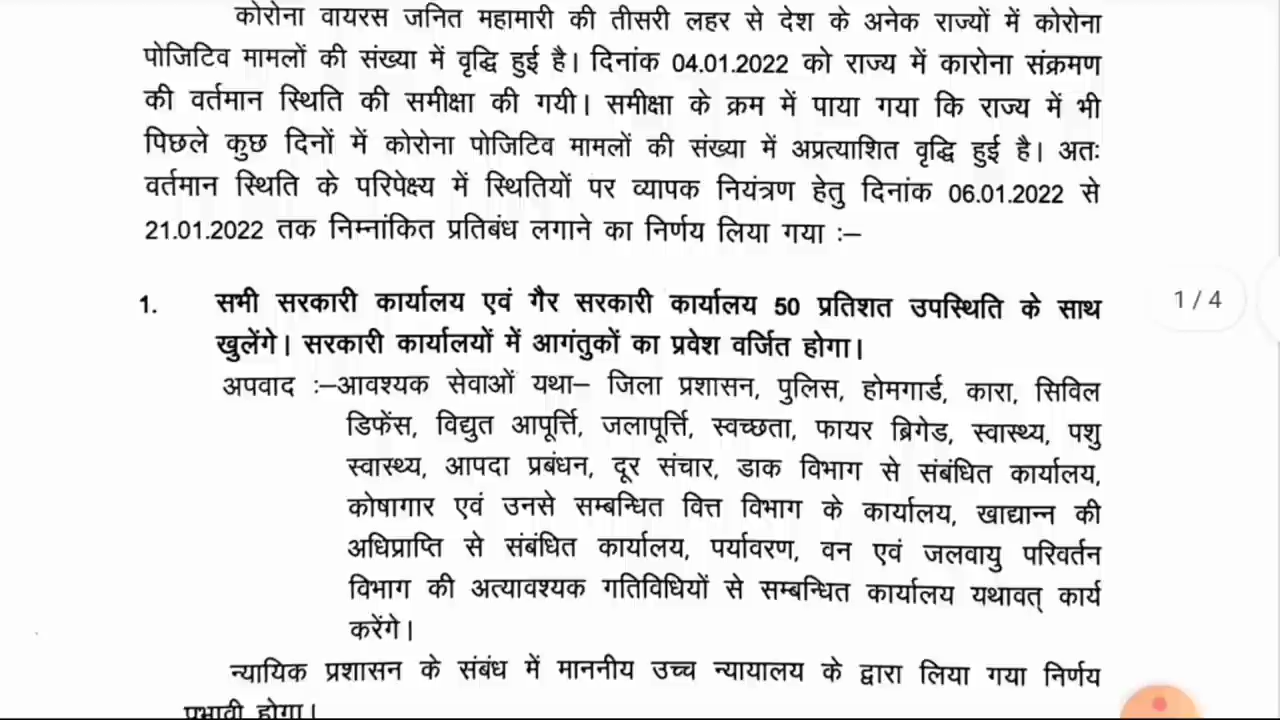 कोरोना वायरस जनित महामारी की तीसरी लहर से देश के अनेक राज्यों में कोरोना
पोजिटिव मामलों की संख्या में वृद्धि हुई है। दिनांक 04.01.2022 को राज्य में कारोना संक्रमण
की वर्तमान स्थिति की समीक्षा की गयी। समीक्षा के क्रम में पाया गया कि राज्य में भी
पिछले कुछ दिनों में कोरोना पोजिटिव मामलों की संख्या में अप्रत्याशित वृद्धि हुई है। अतः
वर्तमान स्थिति के परिपेक्ष्य में स्थितियों पर व्यापक नियंत्रण हेतु दिनांक 06.01.2022 से
21.01.2022 तक निम्नांकित प्रतिबंध लगाने का निर्णय लिया गया ः–
1. सभी सरकारी कार्यालय एवं गैर सरकारी कार्यालय 50 प्रतिशत उपस्थिति के साथ
खुलेंगे। सरकारी कार्यालयों में आगंतुकों का प्रवेश वर्जित होगा।
1 / 4
अपवाद ः–आवश्यक सेवाओं यथा– जिला प्रशासन, पुलिस, होमगार्ड, कारा, सिविल
डिफेंस, विद्युत आपूर्त्ति, जलापूर्त्ति, स्वच्छता, फायर ब्रिगेड, स्वास्थ्य, पशु
स्वास्थ्य, आपदा प्रबंधन, दूर संचार, डाक विभाग से संबंधित कार्यालय,
कोषागार एवं उनसे सम्बन्धित वित्त विभाग के कार्यालय, खाद्यान्न की
अधिप्राप्ति से संबंधित कार्यालय, पर्यावरण, वन एवं जलवायु परिवर्तन
विभाग की अत्यावश्यक गतिविधियों से सम्बन्धित कार्यालय यथावत् कार्य
करेंगे।
न्यायिक प्रशासन के संबंध में माननीय उच्च न्यायालय के द्वारा लिया गया निर्णय
प्रभावी होगा।